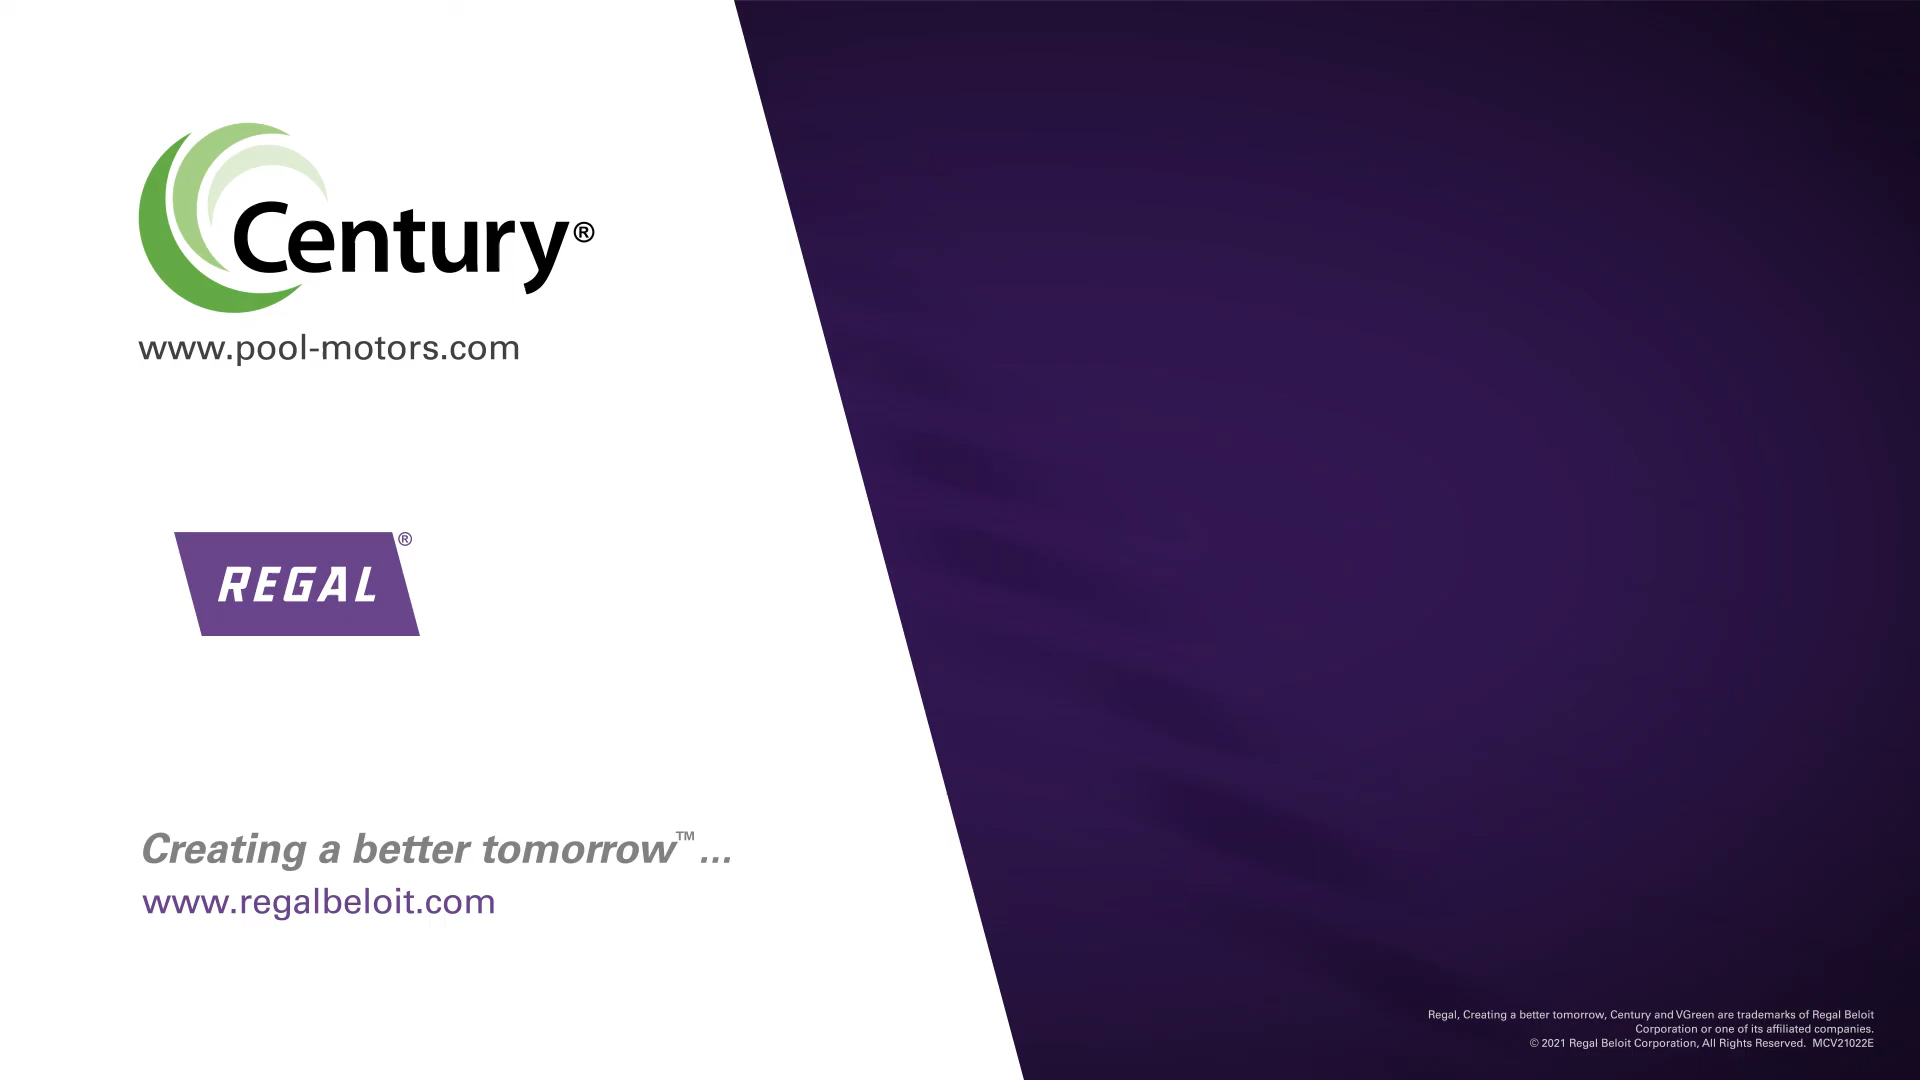 Century®
www.pool-motors.com
REGAL®
Creating a better tomorrow™...
www.regalbeloit.com
Regal, Creating a better tomorrow, Century and VGreen are trademarks of Regal Beloit
Corporation or one of its affiliated companies.
© 2021 Regal Beloit Corporation, All Rights Reserved.  MCV21022E